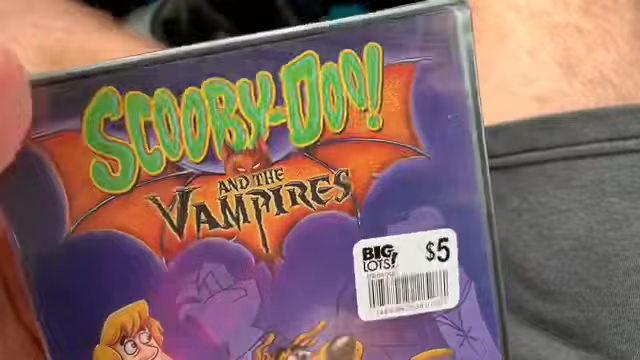 SCOOBY-DOO!
AND THE
VAMPIRES
BIG
LOTS!
$5